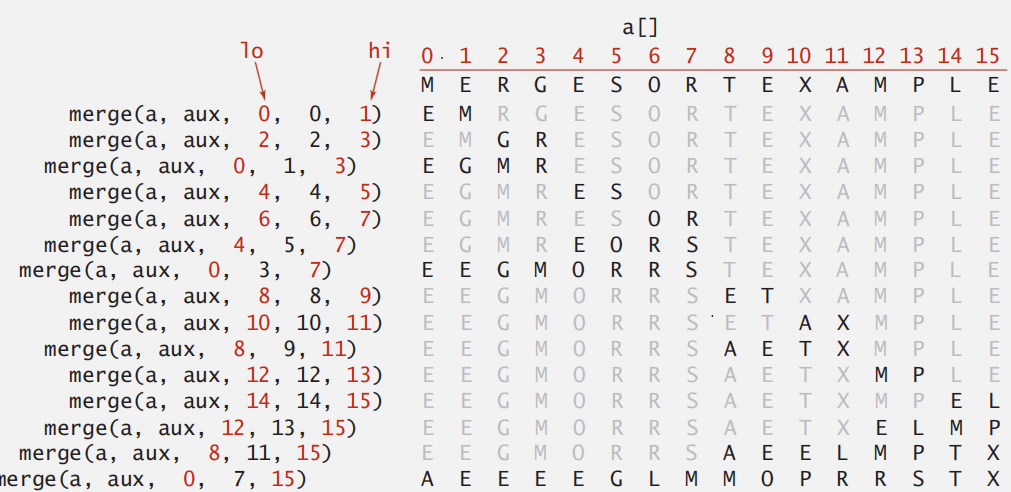 a[]
lo hi 0 1 2 3 4 5 6 7 8 9 10 11 12 13 14 15
M E R G E S O R T E X A M P L E
merge(a, aux, 0, 0, 1) E M R G E S O R T E X A M P L E
merge(a, aux, 2, 2, 3) E M G R E S O R T E X A M P L E
merge(a, aux, 0, 1, 3) E G M R E S O R T E X A M P L E
merge(a, aux, 4, 4, 5) E G M R E S O R T E X A M P L E
merge(a, aux, 6, 6, 7) E G M R E S O R T E X A M P L E
merge(a, aux, 4, 5, 7) E G M R E O R S T E X A M P L E
merge(a, aux, 0, 3, 7) E E G M O R R S T E X A M P L E
merge(a, aux, 8, 8, 9) E E G M O R R S E T X A M P L E
merge(a, aux, 10, 10, 11) E E G M O R R S E T A X M P L E
merge(a, aux, 8, 9, 11) E E G M O R R S A E T X M P L E
merge(a, aux, 12, 12, 13) E E G M O R R S A E T X M P L E
merge(a, aux, 14, 14, 15) E E G M O R R S A E T X M P E L
merge(a, aux, 12, 13, 15) E E G M O R R S A E T X E L M P
merge(a, aux, 8, 11, 15) E E G M O R R S A E E L M P T X
merge(a, aux, 0, 7, 15) A E E E E G L M M O P R R S T X